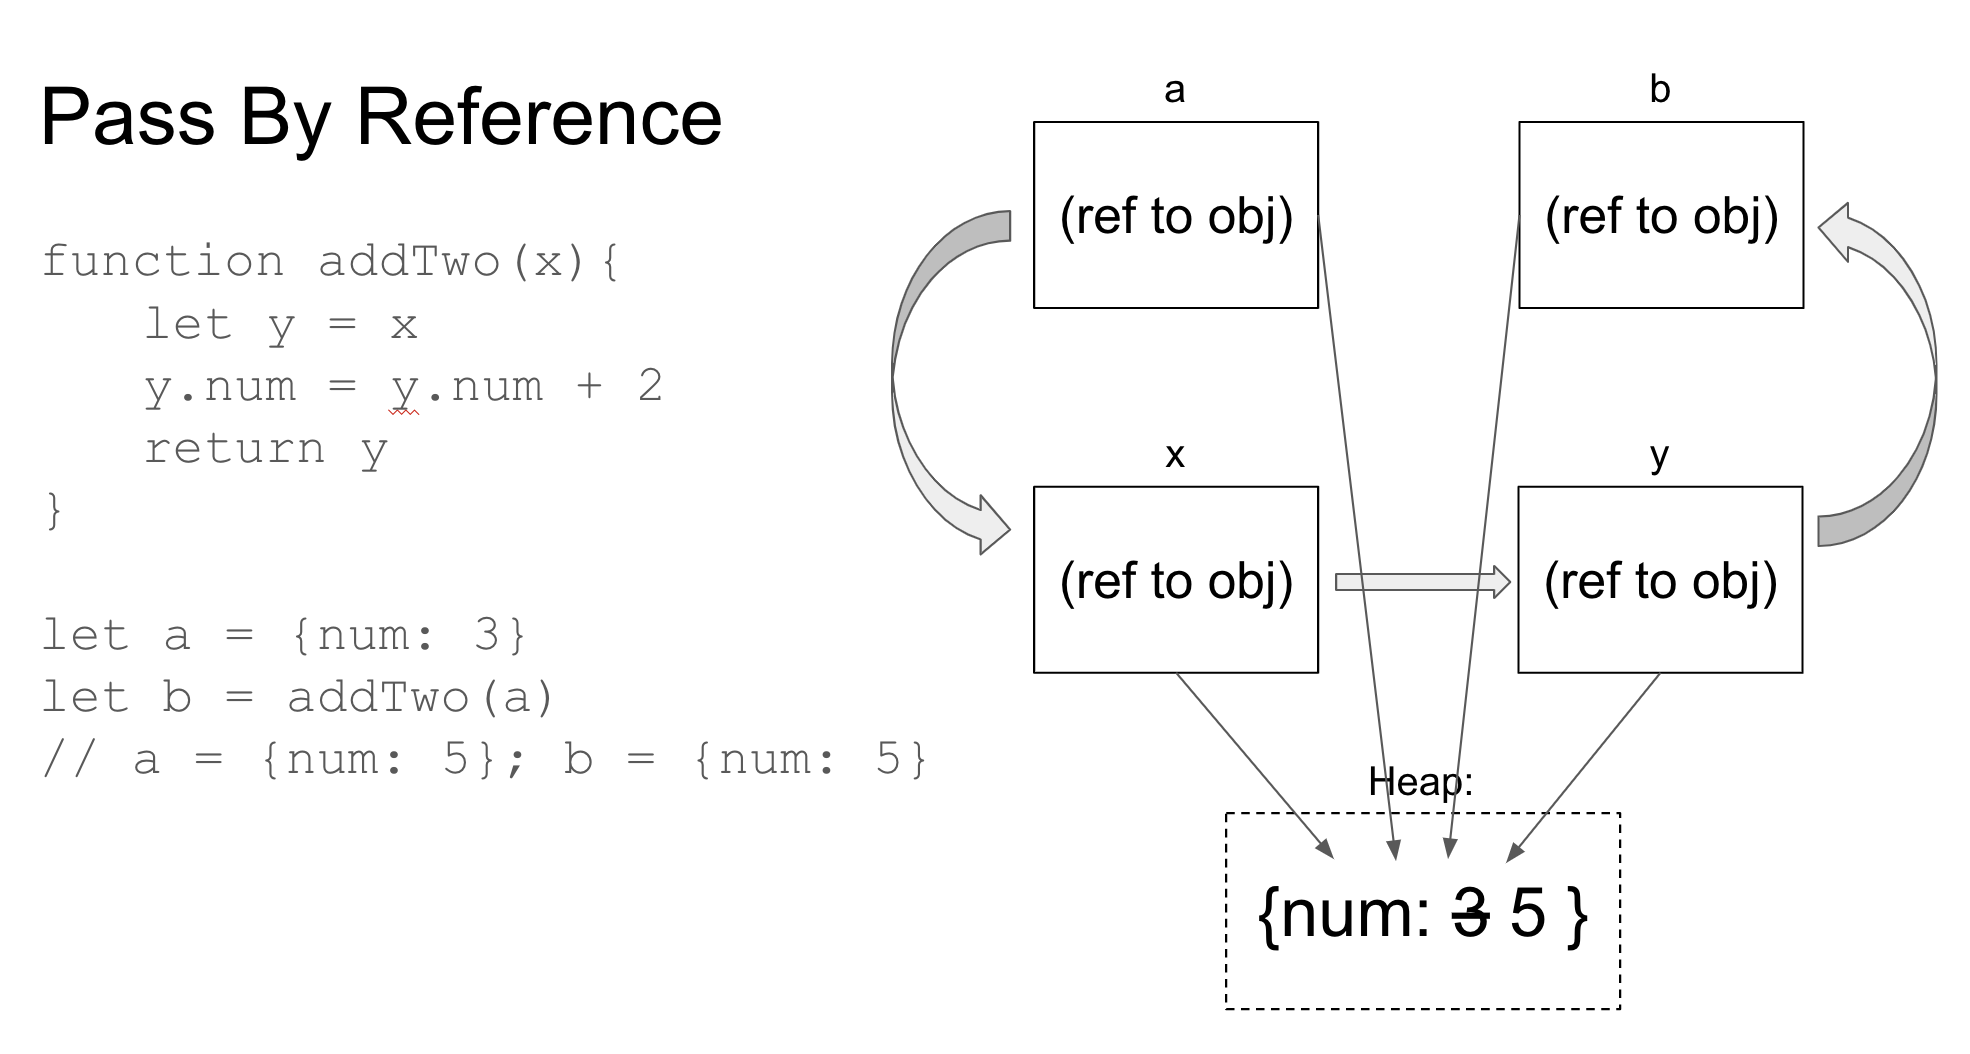 Pass By Reference
function addTwo(x){
let y = x
y.num = y.num + 2
return y
}
let a = {num: 3}
let b = addTwo(a)
// a = {num: 5}; b = {num: 5}
a
b
(ref to obj)
(ref to obj)
x
y
(ref to obj)
(ref to obj)
Heap:
{num: 3 5 }